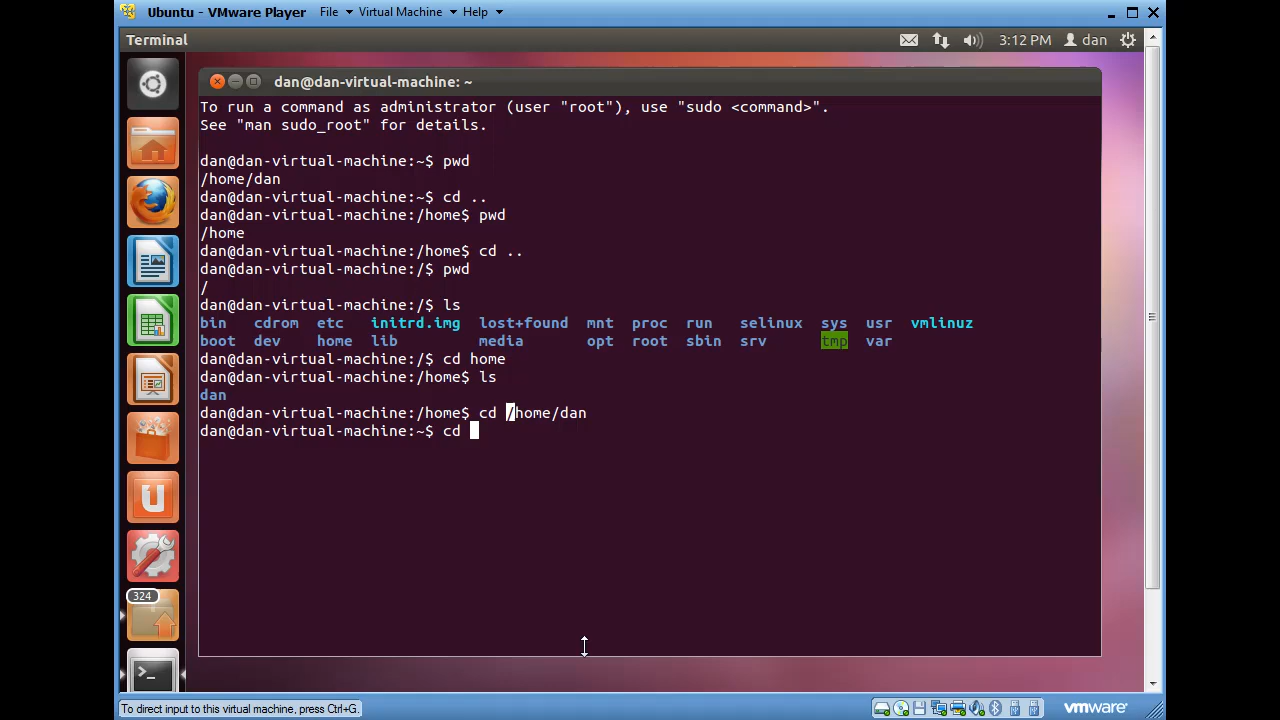 Ubuntu - VMware Player File Virtual Machine Help
Terminal 3:12 PM dan
dan@dan-virtual-machine: ~
To run a command as administrator (user "root"), use "sudo <command>".
See "man sudo_root" for details.
dan@dan-virtual-machine:~$ pwd
/home/dan
dan@dan-virtual-machine:~$ cd ..
dan@dan-virtual-machine:/home$ pwd
/home
dan@dan-virtual-machine:/home$ cd ..
dan@dan-virtual-machine:/$ pwd
/
dan@dan-virtual-machine:/$ ls
bin cdrom etc initrd.img lost+found mnt proc run selinux sys usr vmlinuz
boot dev home lib media opt root sbin srv tmp var
dan@dan-virtual-machine:/$ cd home
dan@dan-virtual-machine:/home$ ls
dan
dan@dan-virtual-machine:/home$ cd /home/dan
dan@dan-virtual-machine:~$ cd
324
>_
To direct input to this virtual machine, press Ctrl+G.
vmware